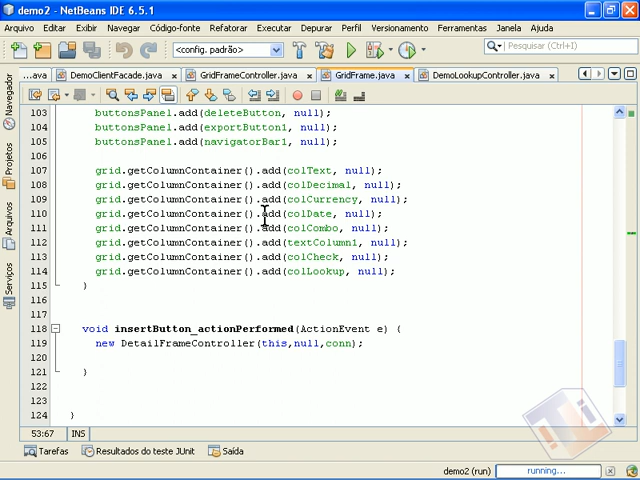 demo2 - NetBeans IDE 6.5.1
Arquivo Editar Exibir Navegar Código-fonte Refatorar Executar Depurar Perfil Versionamento Ferramentas Janela Ajuda
<config. padrão> Pesquisar (Ctrl+I)
...ava DemoClientFacade.java GridFrameController.java GridFrame.java DemoLookupController.java
Navegador
Projetos
Arquivos
Serviços
103 buttonsPanel.add(deleteButton, null);
104 buttonsPanel.add(exportButton1, null);
105 buttonsPanel.add(navigatorBar1, null);
106
107 grid.getColumnContainer().add(colText, null);
108 grid.getColumnContainer().add(colDecimal, null);
109 grid.getColumnContainer().add(colCurrency, null);
110 grid.getColumnContainer().add(colDate, null);
111 grid.getColumnContainer().add(colCombo, null);
112 grid.getColumnContainer().add(textColumn1, null);
113 grid.getColumnContainer().add(colCheck, null);
114 grid.getColumnContainer().add(colLookup, null);
115 }
116
117
118 void insertButton_actionPerformed(ActionEvent e) {
119 new DetailFrameController(this,null,conn);
120
121 }
122
123
124 }
53:67 INS
Tarefas Resultados do teste JUnit Saída
demo2 (run) running...